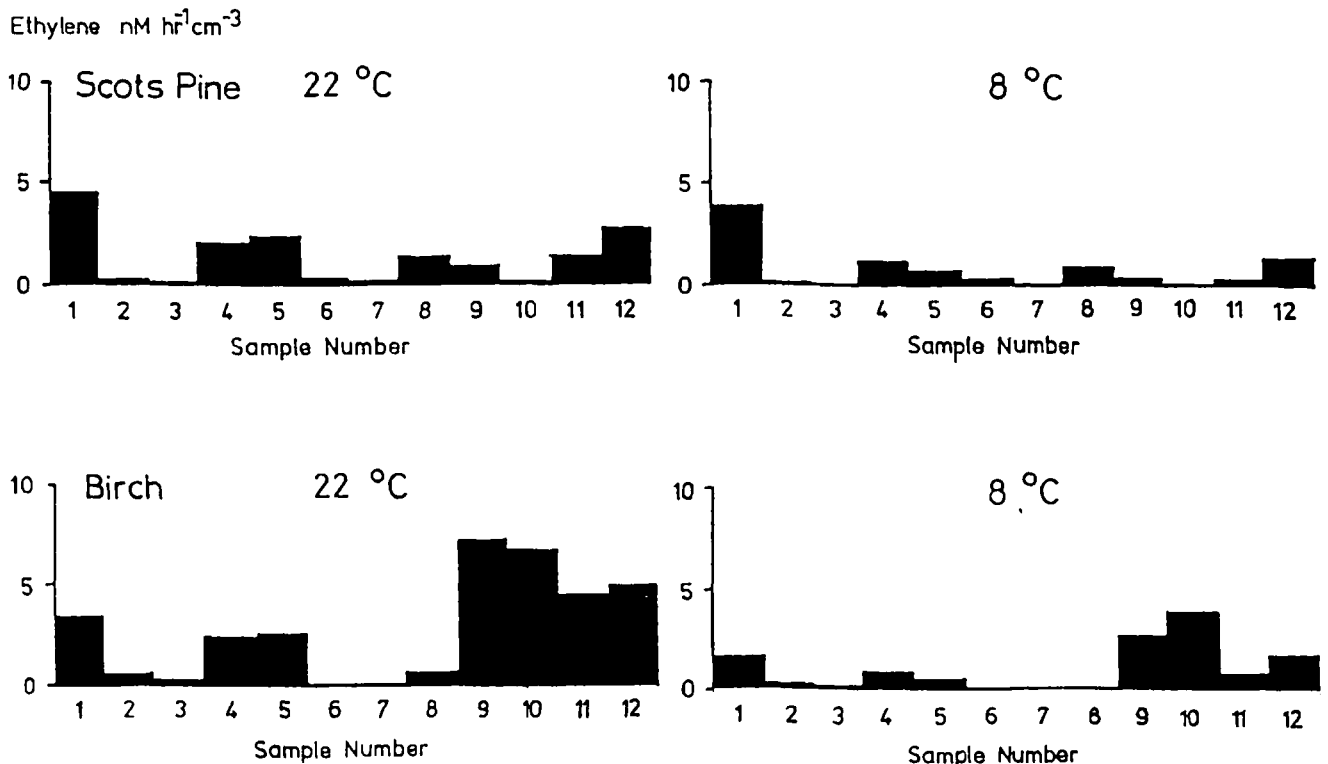 Ethylene nM hr⁻¹cm⁻³
Scots Pine 22 °C
10
5
0
1 2 3 4 5 6 7 8 9 10 11 12
Sample Number
8 °C
10
5
0
1 2 3 4 5 6 7 8 9 10 11 12
Sample Number
Birch 22 °C
10
5
0
1 2 3 4 5 6 7 8 9 10 11 12
Sample Number
8 °C
10
5
0
1 2 3 4 5 6 7 8 9 10 11 12
Sample Number